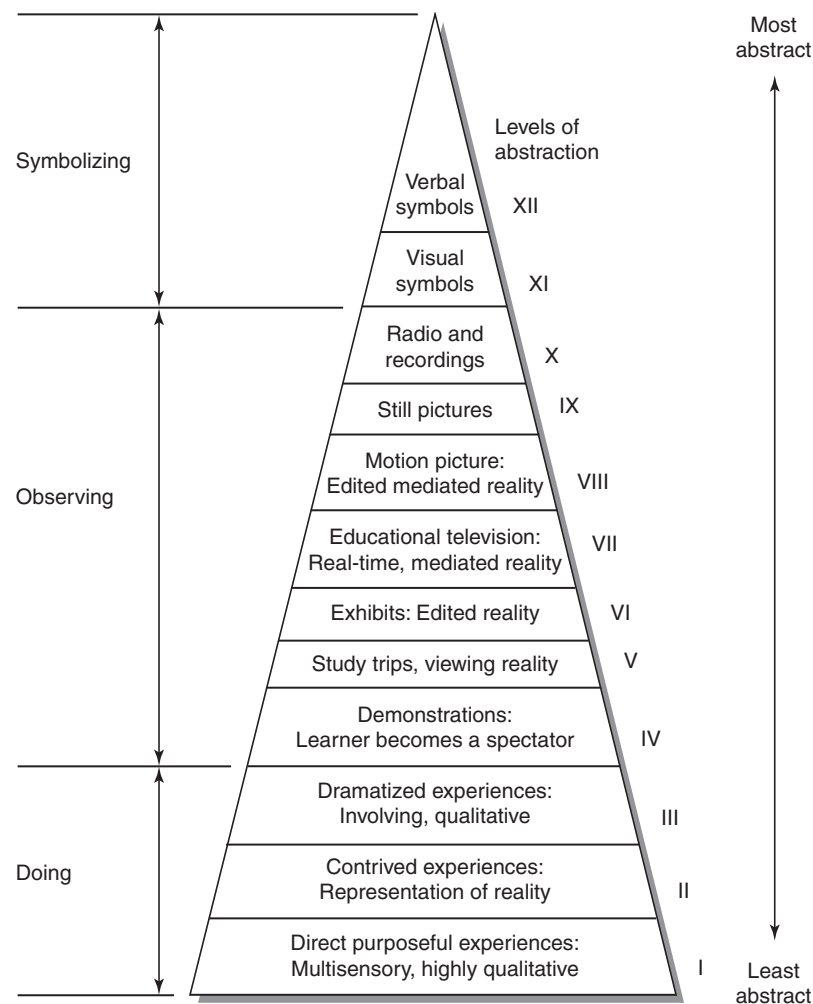 Most
abstract
Levels of
abstraction
Symbolizing
Verbal
symbols
XII
Visual
symbols
XI
Radio and
recordings
X
Still pictures
IX
Motion picture:
Edited mediated reality
VIII
Observing
Educational television:
Real-time, mediated reality
VII
Exhibits: Edited reality
VI
Study trips, viewing reality
V
Demonstrations:
Learner becomes a spectator
IV
Dramatized experiences:
Involving, qualitative
III
Doing
Contrived experiences:
Representation of reality
II
Direct purposeful experiences:
Multisensory, highly qualitative
I
Least
abstract